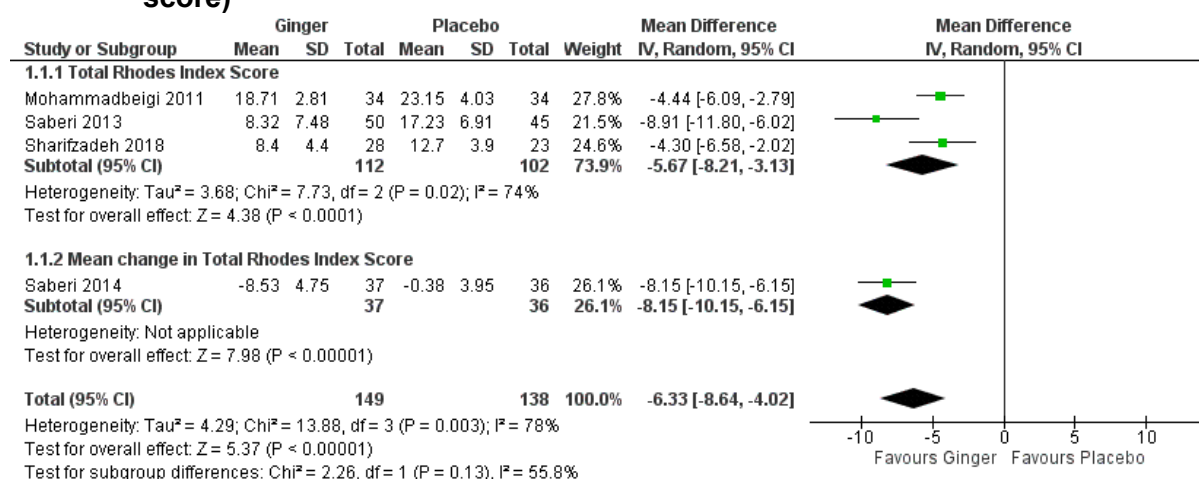 score)
Ginger Placebo Mean Difference Mean Difference
Study or Subgroup Mean SD Total Mean SD Total Weight IV, Random, 95% CI IV, Random, 95% CI
1.1.1 Total Rhodes Index Score
Mohammadbeigi 2011 18.71 2.81 34 23.15 4.03 34 27.8% -4.44 [-6.09, -2.79]
Saberi 2013 8.32 7.48 50 17.23 6.91 45 21.5% -8.91 [-11.80, -6.02]
Sharifzadeh 2018 8.4 4.4 28 12.7 3.9 23 24.6% -4.30 [-6.58, -2.02]
Subtotal (95% CI) 112 102 73.9% -5.67 [-8.21, -3.13]
Heterogeneity: Tau² = 3.68; Chi² = 7.73, df = 2 (P = 0.02); I² = 74%
Test for overall effect: Z = 4.38 (P < 0.0001)
1.1.2 Mean change in Total Rhodes Index Score
Saberi 2014 -8.53 4.75 37 -0.38 3.95 36 26.1% -8.15 [-10.15, -6.15]
Subtotal (95% CI) 37 36 26.1% -8.15 [-10.15, -6.15]
Heterogeneity: Not applicable
Test for overall effect: Z = 7.98 (P < 0.00001)
Total (95% CI) 149 138 100.0% -6.33 [-8.64, -4.02]
Heterogeneity: Tau² = 4.29; Chi² = 13.88, df = 3 (P = 0.003); I² = 78%
Test for overall effect: Z = 5.37 (P < 0.00001)
Test for subgroup differences: Chi² = 2.26, df = 1 (P = 0.13), I² = 55.8%
-10 -5 0 5 10
Favours Ginger Favours Placebo